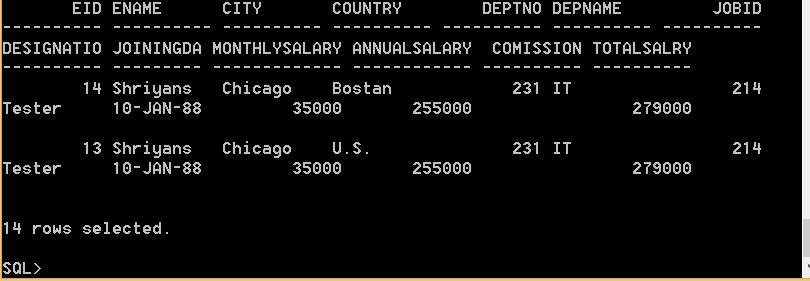 EID ENAME CITY COUNTRY DEPTNO DEPNAME JOBID
---------- ---------- ---------- --------------- ---------- ---------- ----------
DESIGNATIO JOININGDA MONTHLYSALARY ANNUALSALARY COMISSION TOTALSALRY
---------- --------- ------------- ------------ ---------- ----------
14 Shriyans Chicago Bostan 231 IT 214
Tester 10-JAN-88 35000 255000 279000
13 Shriyans Chicago U.S. 231 IT 214
Tester 10-JAN-88 35000 255000 279000
14 rows selected.
SQL>